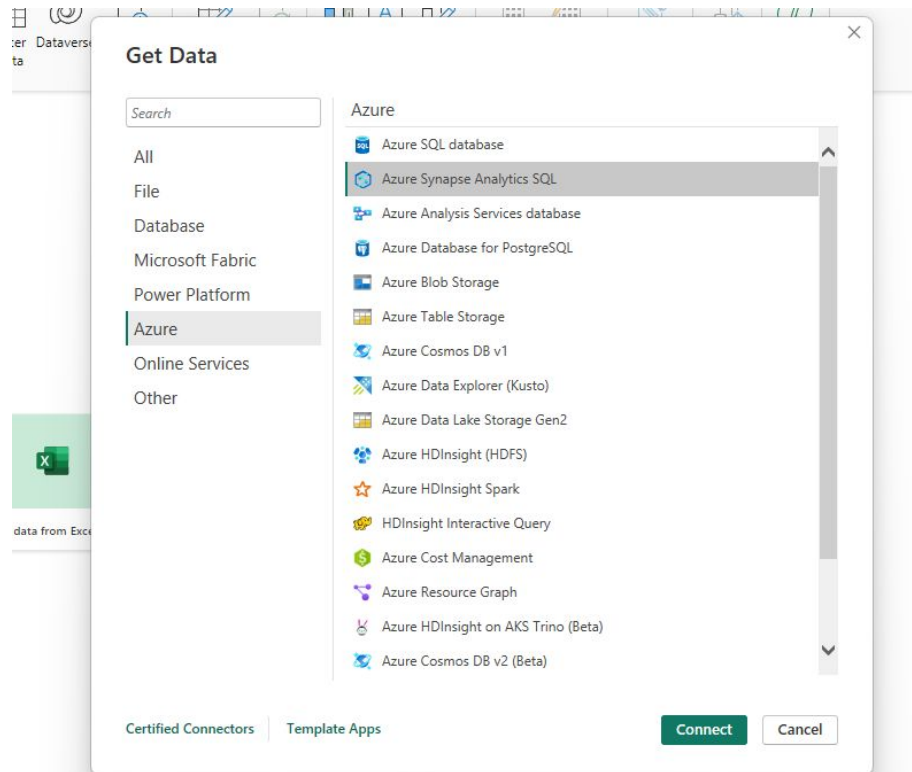 Dataverse
Get Data
Search
All
File
Database
Microsoft Fabric
Power Platform
Azure
Online Services
Other
Azure
Azure SQL database
Azure Synapse Analytics SQL
Azure Analysis Services database
Azure Database for PostgreSQL
Azure Blob Storage
Azure Table Storage
Azure Cosmos DB v1
Azure Data Explorer (Kusto)
Azure Data Lake Storage Gen2
Azure HDInsight (HDFS)
Azure HDInsight Spark
HDInsight Interactive Query
Azure Cost Management
Azure Resource Graph
Azure HDInsight on AKS Trino (Beta)
Azure Cosmos DB v2 (Beta)
data from Exce
Certified Connectors
Template Apps
Connect
Cancel